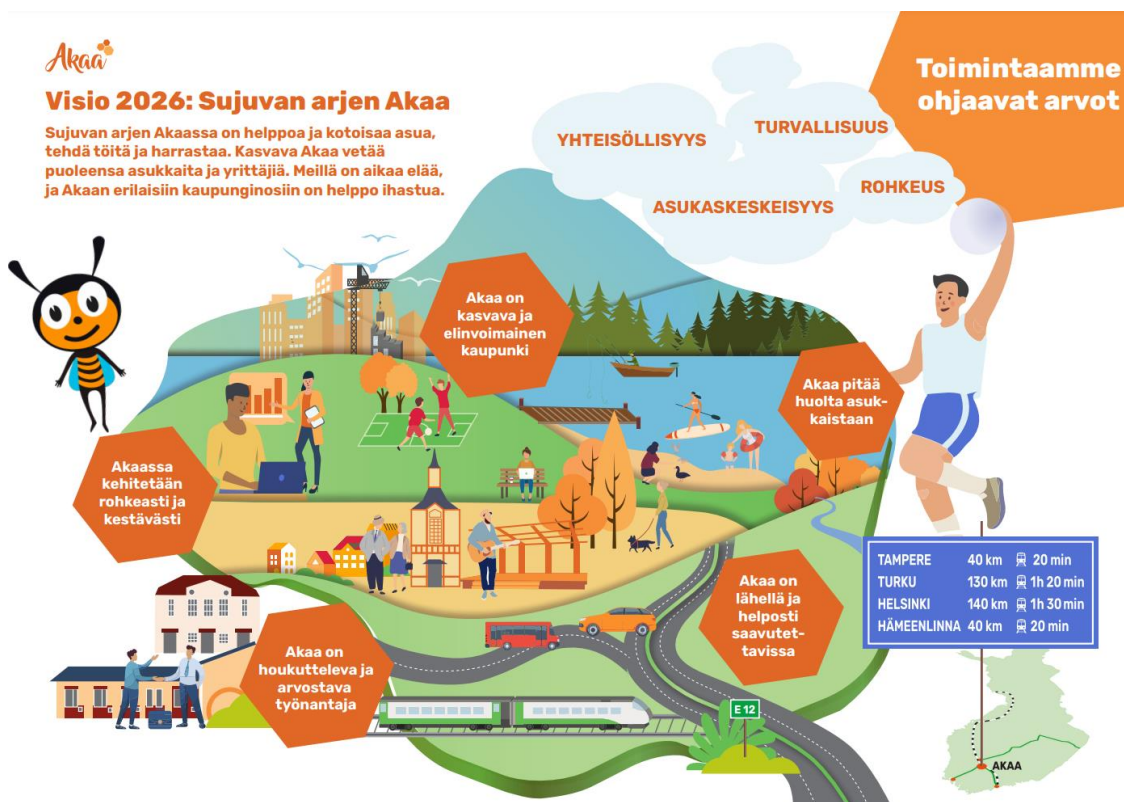 Akaa
Visio 2026: Sujuvan arjen Akaa
Sujuvan arjen Akaassa on helppoa ja kotoisaa asua,
tehdä töitä ja harrastaa. Kasvava Akaa vetää
puoleensa asukkaita ja yrittäjiä. Meillä on aikaa elää,
ja Akaan erilaisiin kaupunginosiin on helppo ihastua.
Toimintaamme
ohjaavat arvot
YHTEISÖLLISYYS
TURVALLISUUS
ASUKASKESKEISYYS
ROHKEUS
Akaa on
kasvava ja
elinvoimainen
kaupunki
Akaa pitää
huolta asuk-
kaistaan
Akaassa
kehitetään
rohkeasti ja
kestävästi
Akaa on
lähellä ja
helposti
saavutet-
tavissa
Akaa on
houkutteleva ja
arvostava
työnantaja
TAMPERE 40 km 20 min
TURKU 130 km 1h 20 min
HELSINKI 140 km 1h 30 min
HÄMEENLINNA 40 km 20 min
E 12
AKAA